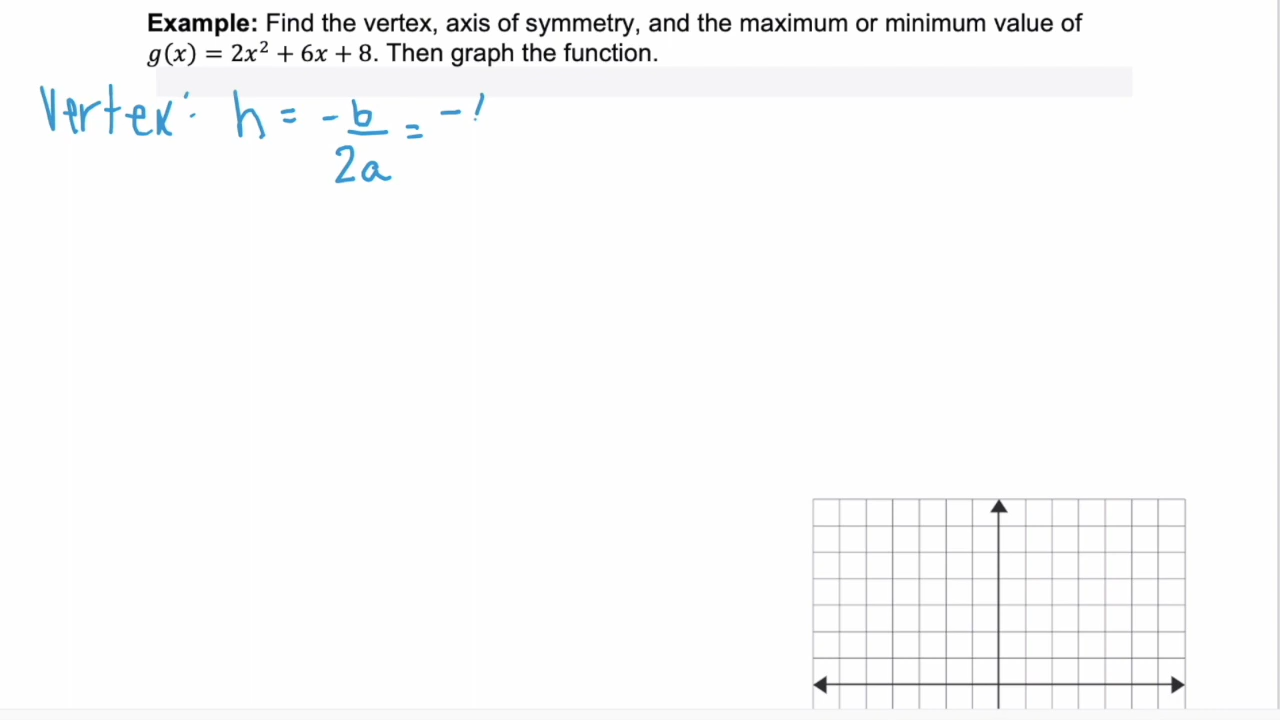 Example: Find the vertex, axis of symmetry, and the maximum or minimum value of
g(x) = 2x² + 6x + 8. Then graph the function.
Vertex: h = -b/2a = -